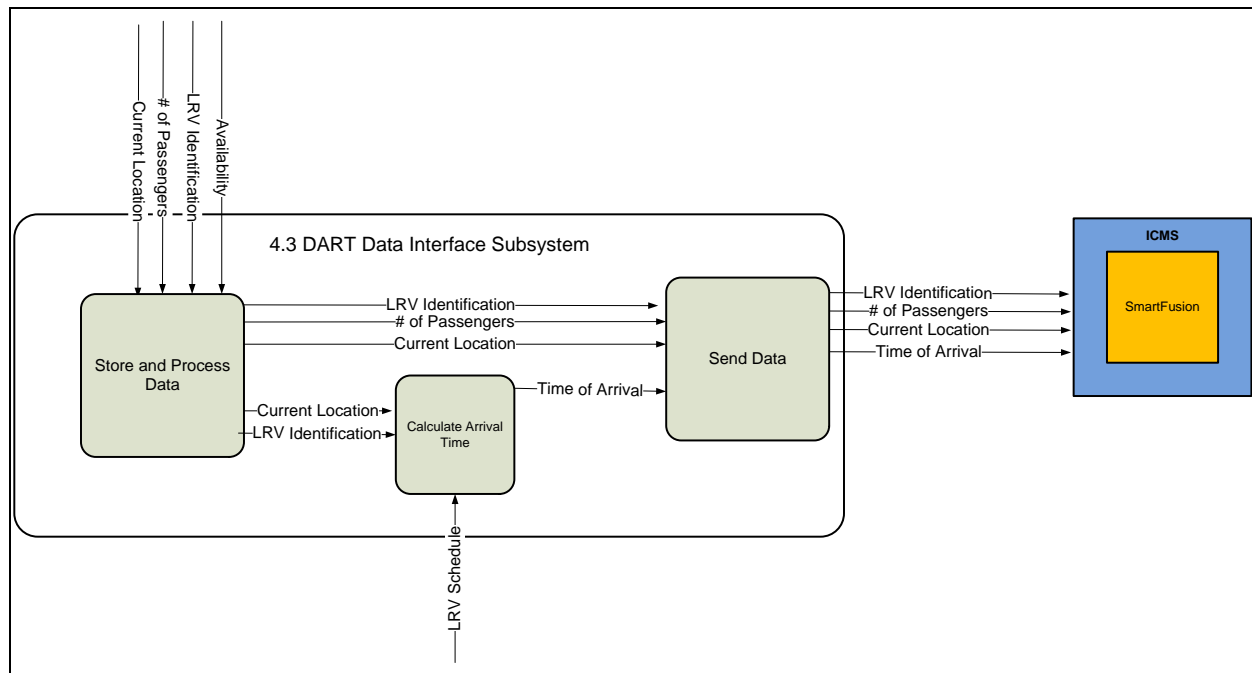 Current Location
# of Passengers
LRV Identification
Availability
4.3 DART Data Interface Subsystem
Store and Process
Data
LRV Identification
# of Passengers
Current Location
Current Location
LRV Identification
Calculate Arrival
Time
Time of Arrival
LRV Schedule
Send Data
LRV Identification
# of Passengers
Current Location
Time of Arrival
ICMS
SmartFusion